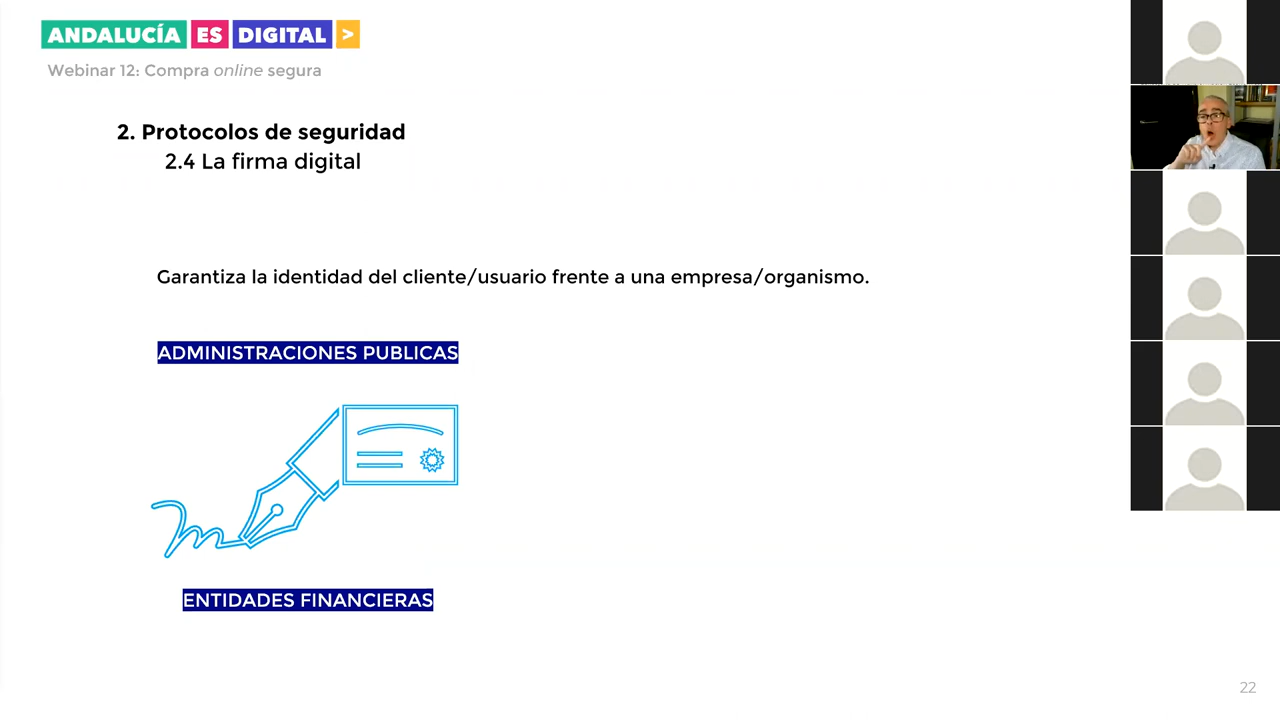 ANDALUCÍA ES DIGITAL >
Webinar 12: Compra online segura
2. Protocolos de seguridad
2.4 La firma digital
Garantiza la identidad del cliente/usuario frente a una empresa/organismo.
ADMINISTRACIONES PUBLICAS
ENTIDADES FINANCIERAS
22